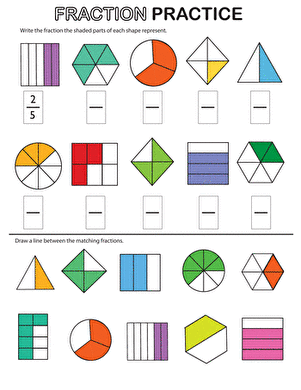 FRACTION PRACTICE
Write the fraction the shaded parts of each shape represent.
2
5
Draw a line between the matching fractions.